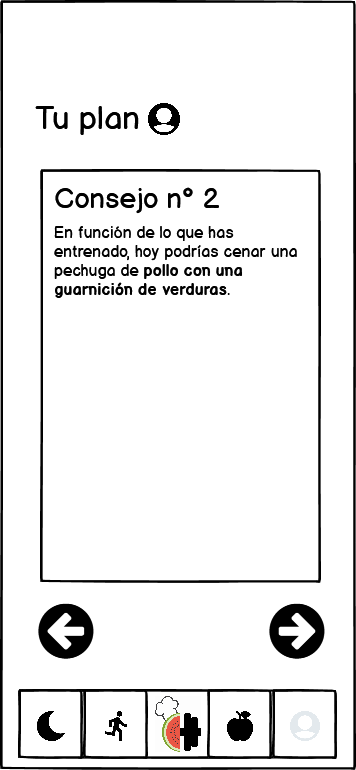 Tu plan
Consejo n° 2
En función de lo que has
entrenado, hoy podrías cenar una
pechuga de pollo con una
guarnición de verduras.